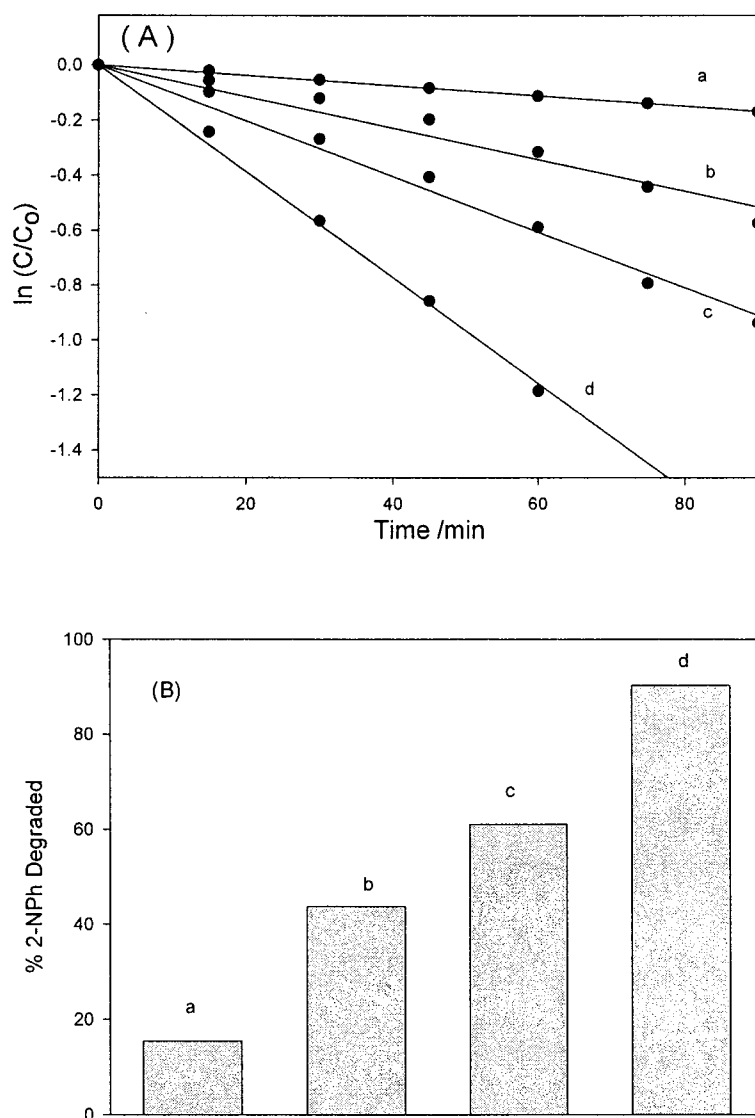 ( A )
0.0
-0.2
-0.4
-0.6
-0.8
-1.0
-1.2
-1.4
ln (C/C0)
a
b
c
d
0 20 40 60 80
Time /min
100
80
60
40
20
0
% 2-NPh Degraded
(B)
a
b
c
d